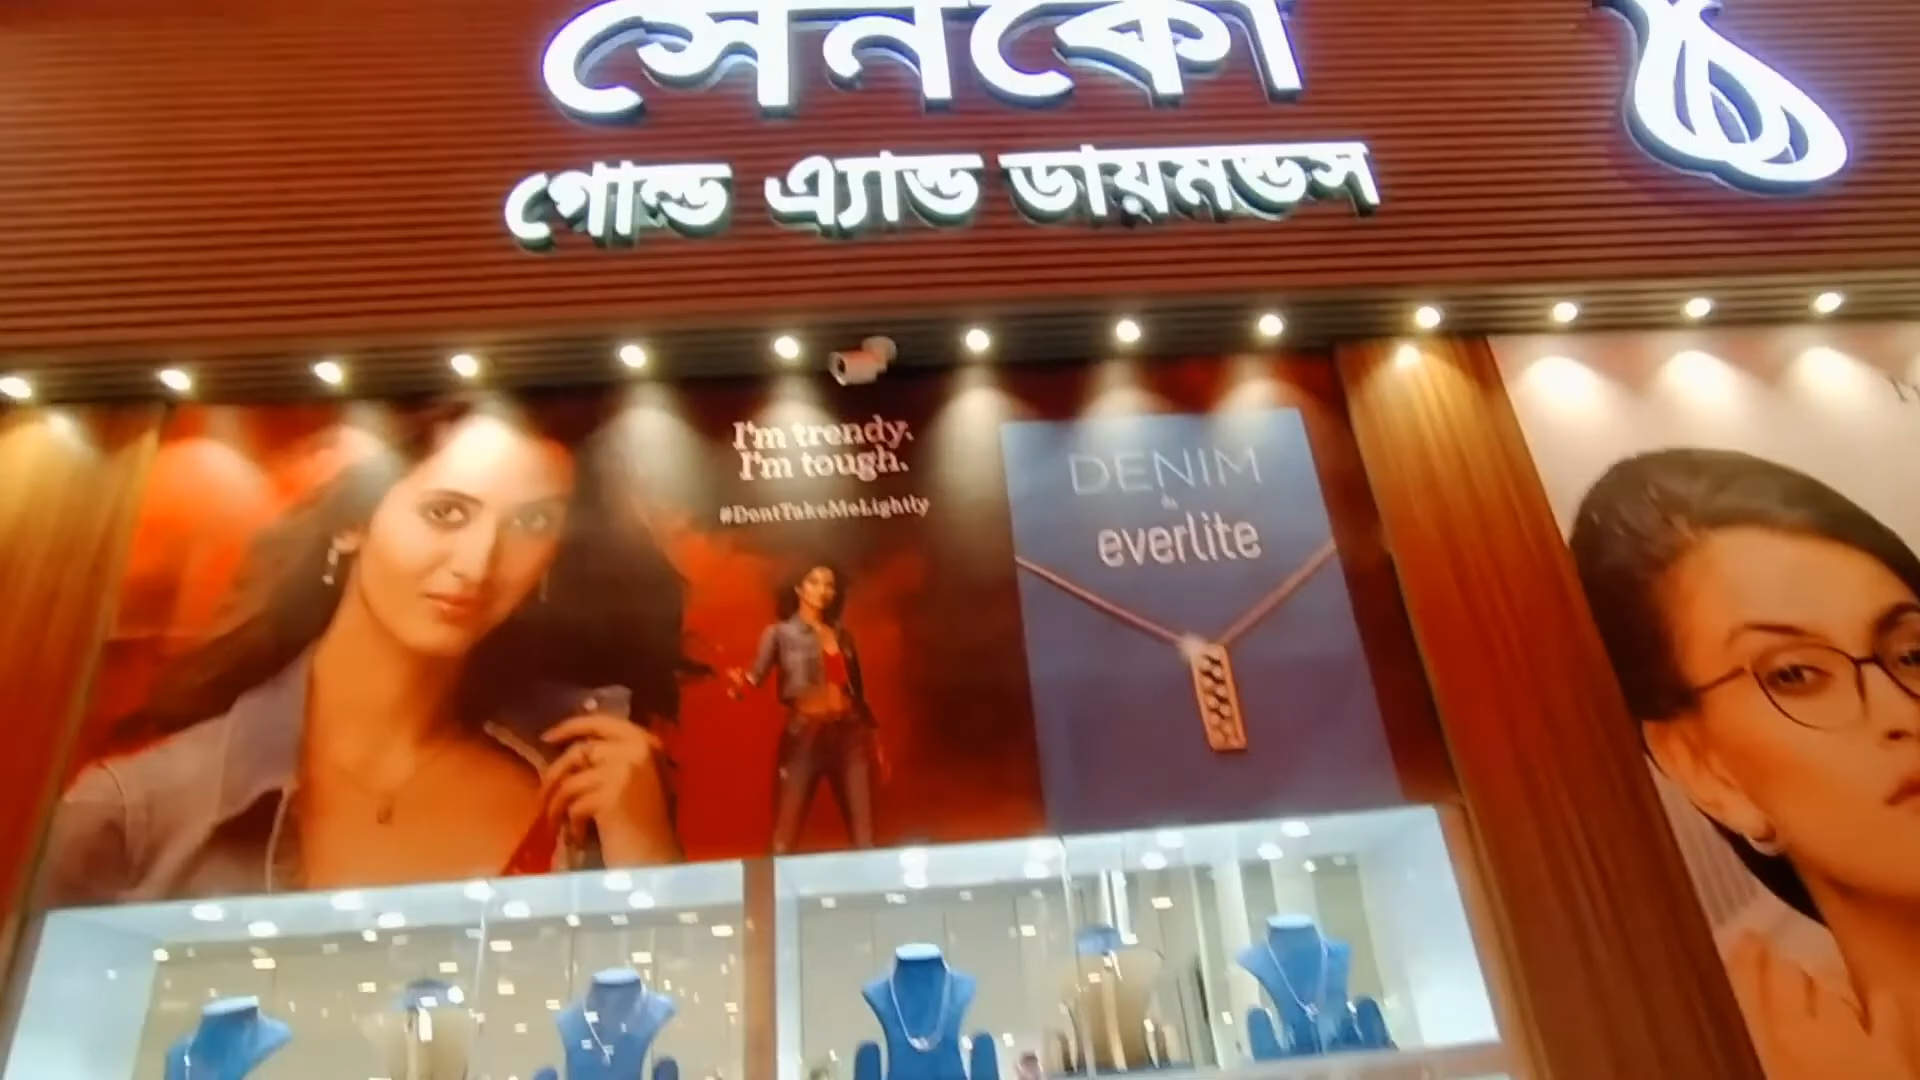 সেনকো
গোল্ড এ্যান্ড ডায়মন্ডস
I'm trendy.
I'm tough.
#DontTakeMeLightly
DENIM
everlite